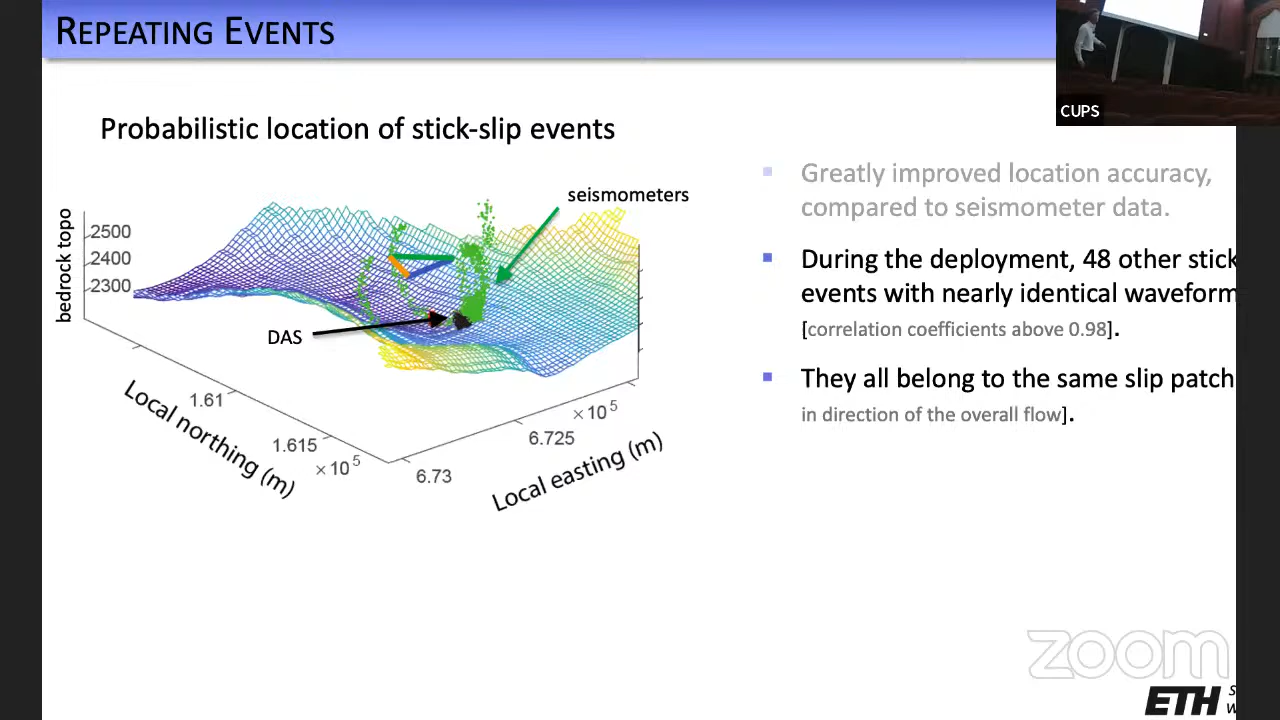 REPEATING EVENTS
CUPS
Probabilistic location of stick-slip events
seismometers
bedrock topo
2500
2400
2300
DAS
1.61
1.615
× 10 5
Local northing (m)
× 10 5
6.725
6.73
Local easting (m)
Greatly improved location accuracy,
compared to seismometer data.
During the deployment, 48 other stick
events with nearly identical waveform
[correlation coefficients above 0.98].
They all belong to the same slip patch
in direction of the overall flow].
zoom
ETH